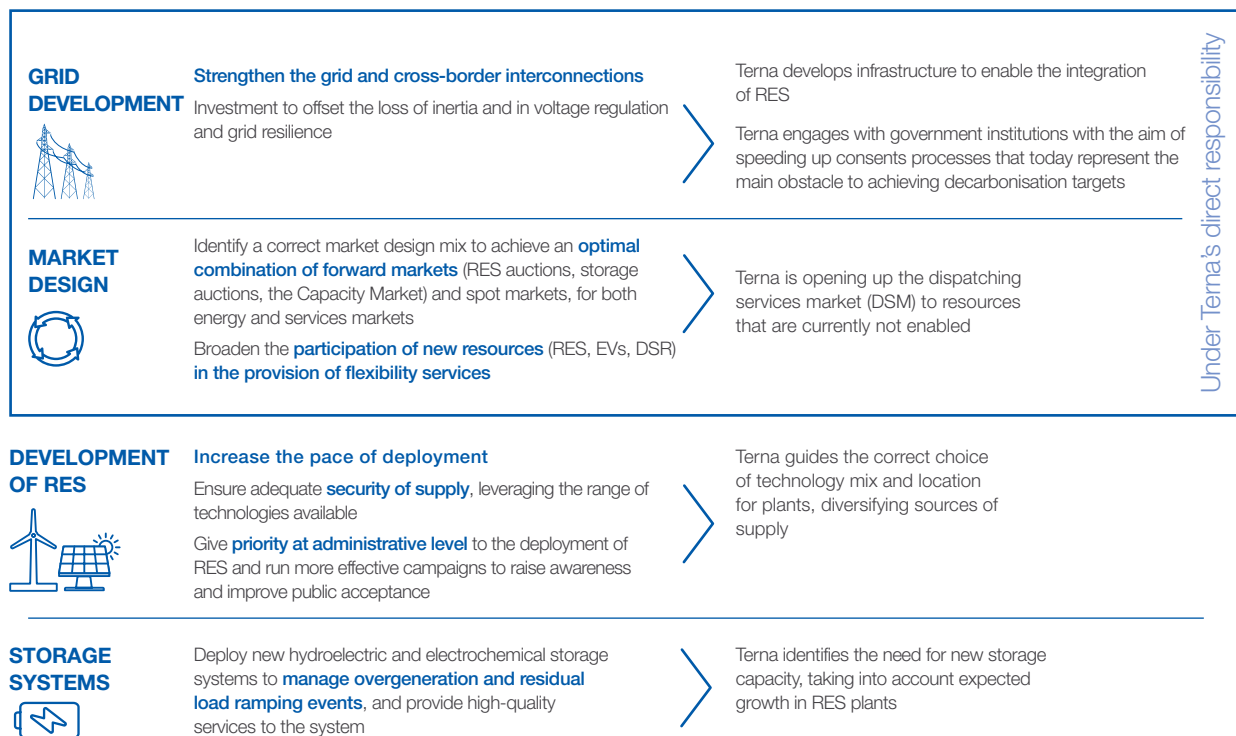 GRID
DEVELOPMENT
Strengthen the grid and cross-border interconnections
Investment to offset the loss of inertia and in voltage regulation
and grid resilience
Terna develops infrastructure to enable the integration
of RES
Terna engages with government institutions with the aim of
speeding up consents processes that today represent the
main obstacle to achieving decarbonisation targets
MARKET
DESIGN
Identify a correct market design mix to achieve an optimal
combination of forward markets (RES auctions, storage
auctions, the Capacity Market) and spot markets, for both
energy and services markets
Broaden the participation of new resources (RES, EVs, DSR)
in the provision of flexibility services
Terna is opening up the dispatching
services market (DSM) to resources
that are currently not enabled
Under Terna's direct responsibility
DEVELOPMENT
OF RES
Increase the pace of deployment
Ensure adequate security of supply, leveraging the range of
technologies available
Give priority at administrative level to the deployment of
RES and run more effective campaigns to raise awareness
and improve public acceptance
Terna guides the correct choice
of technology mix and location
for plants, diversifying sources of
supply
STORAGE
SYSTEMS
Deploy new hydroelectric and electrochemical storage
systems to manage overgeneration and residual
load ramping events, and provide high-quality
services to the system
Terna identifies the need for new storage
capacity, taking into account expected
growth in RES plants